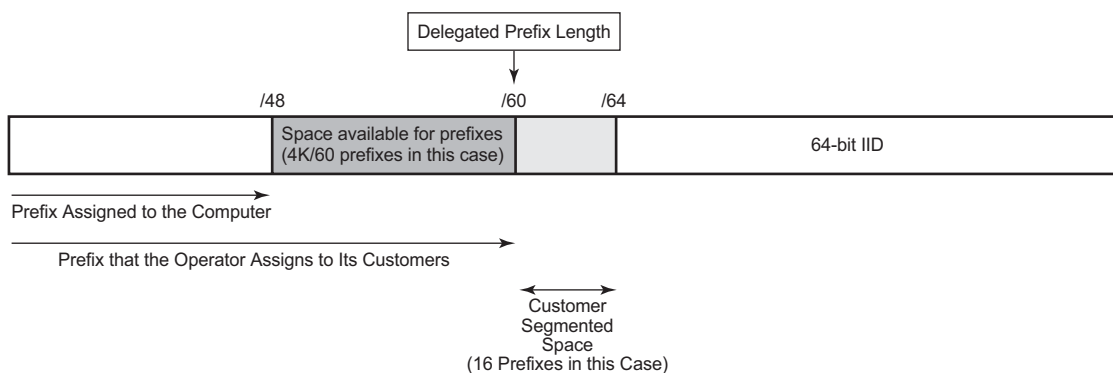 Delegated Prefix Length
/48
/60
/64
Space available for prefixes
(4K/60 prefixes in this case)
64-bit IID
Prefix Assigned to the Computer
Prefix that the Operator Assigns to Its Customers
Customer
Segmented
Space
(16 Prefixes in this Case)